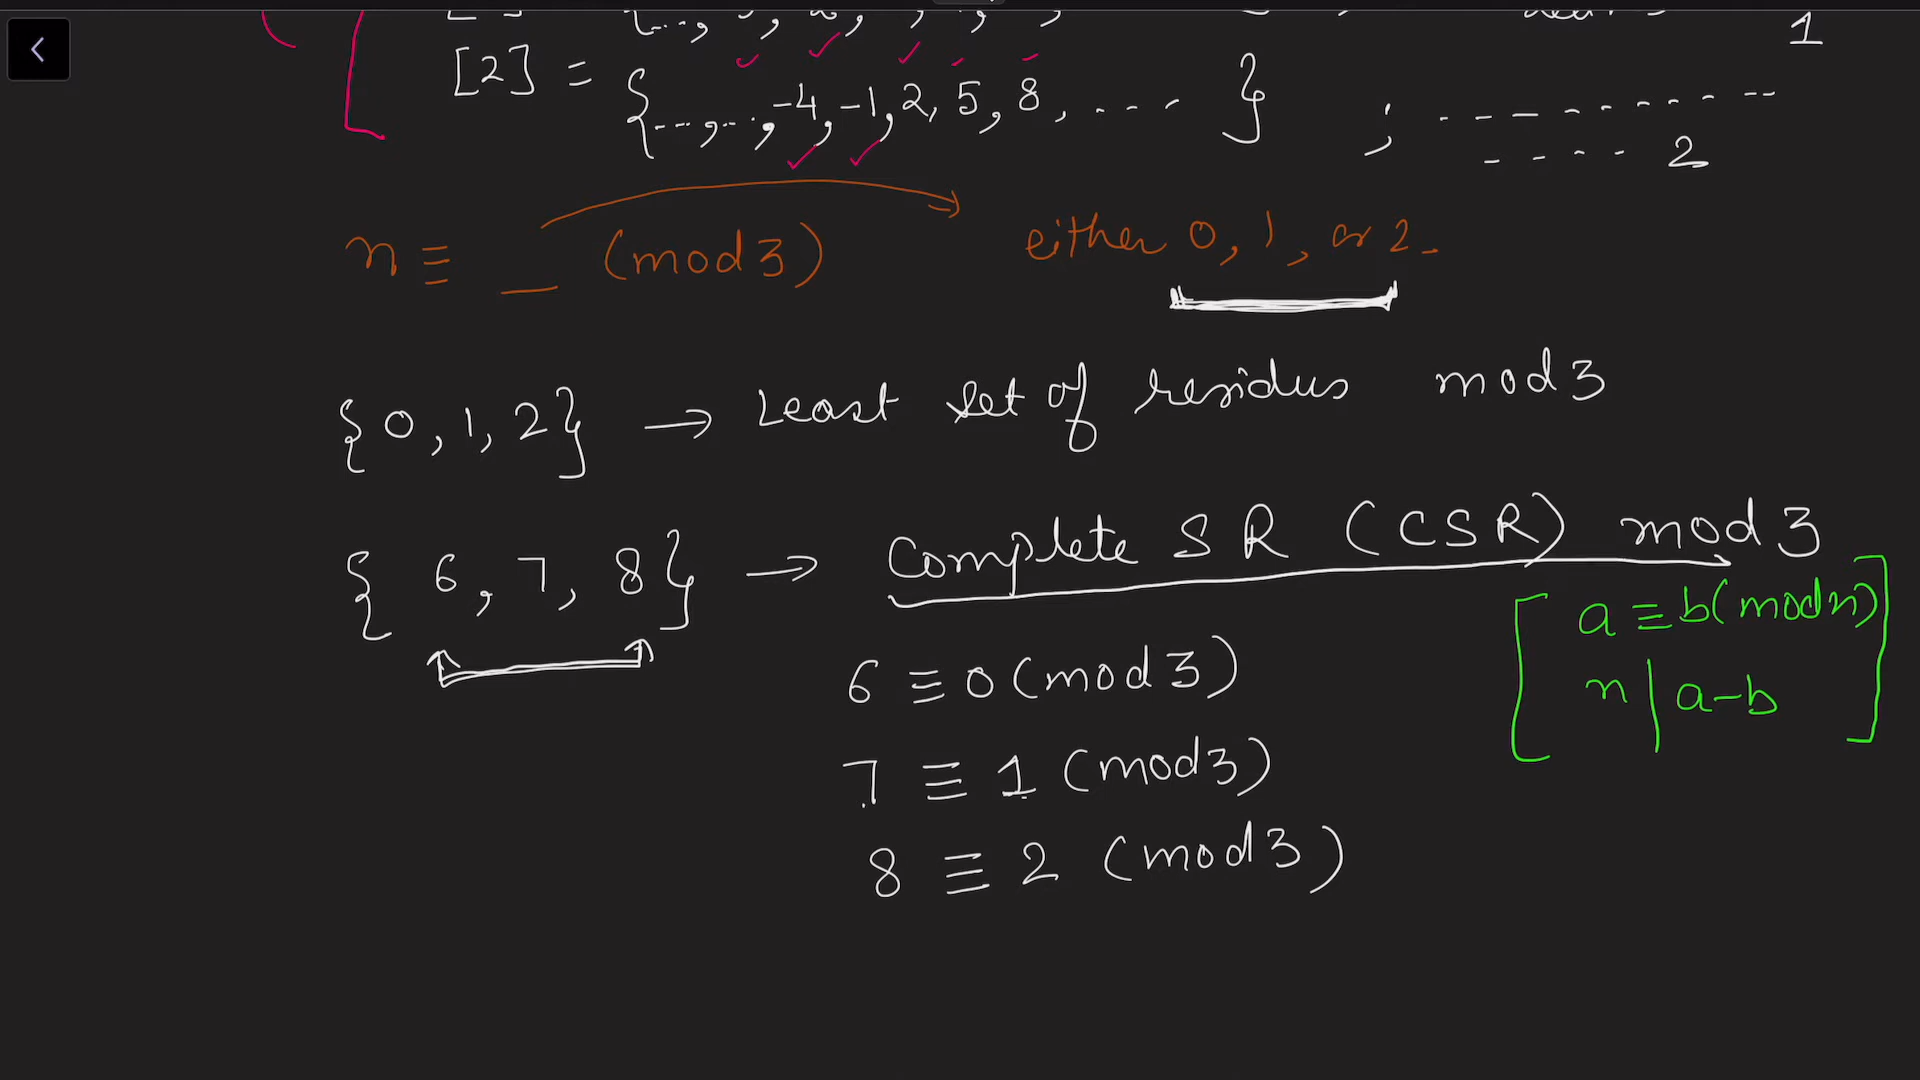 1
[2] = {..., ..., -4, -1, 2, 5, 8, .... } ; ---------
---- 2
n ≡ _ (mod 3) either 0, 1, or 2.
{0, 1, 2} → Least set of residus mod 3
{ 6, 7, 8} → Complete S R (CSR) mod 3
a ≡ b (mod n)
6 ≡ 0 (mod 3)
n | a-b
7 ≡ 1 (mod 3)
8 ≡ 2 (mod 3)